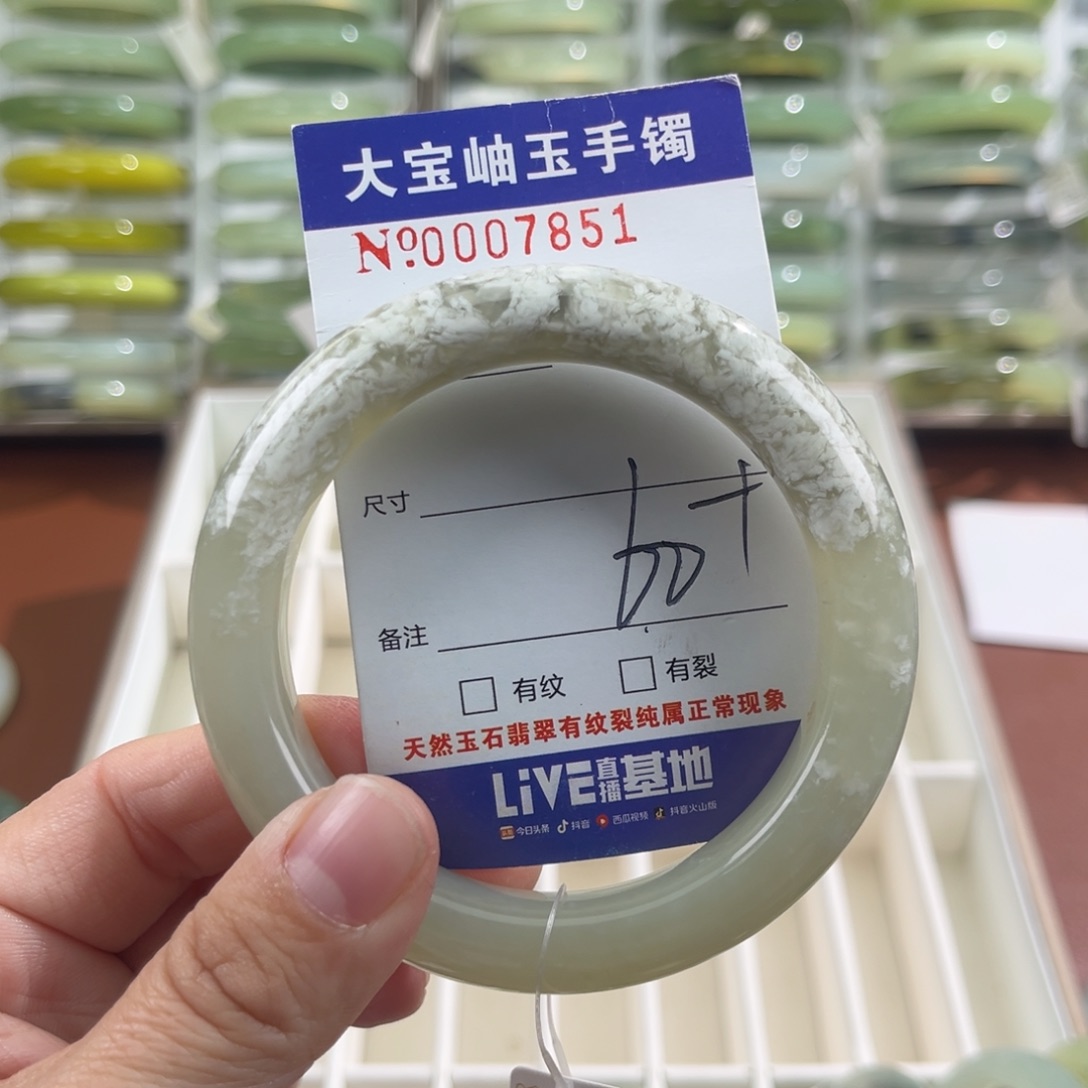 大宝岫玉手镯
№0007851
尺寸
60+
备注
有纹 有裂
天然玉石翡翠有纹裂纯属正常现象
LiVE直播基地
今日头条 抖音 西瓜视频 抖音火山版